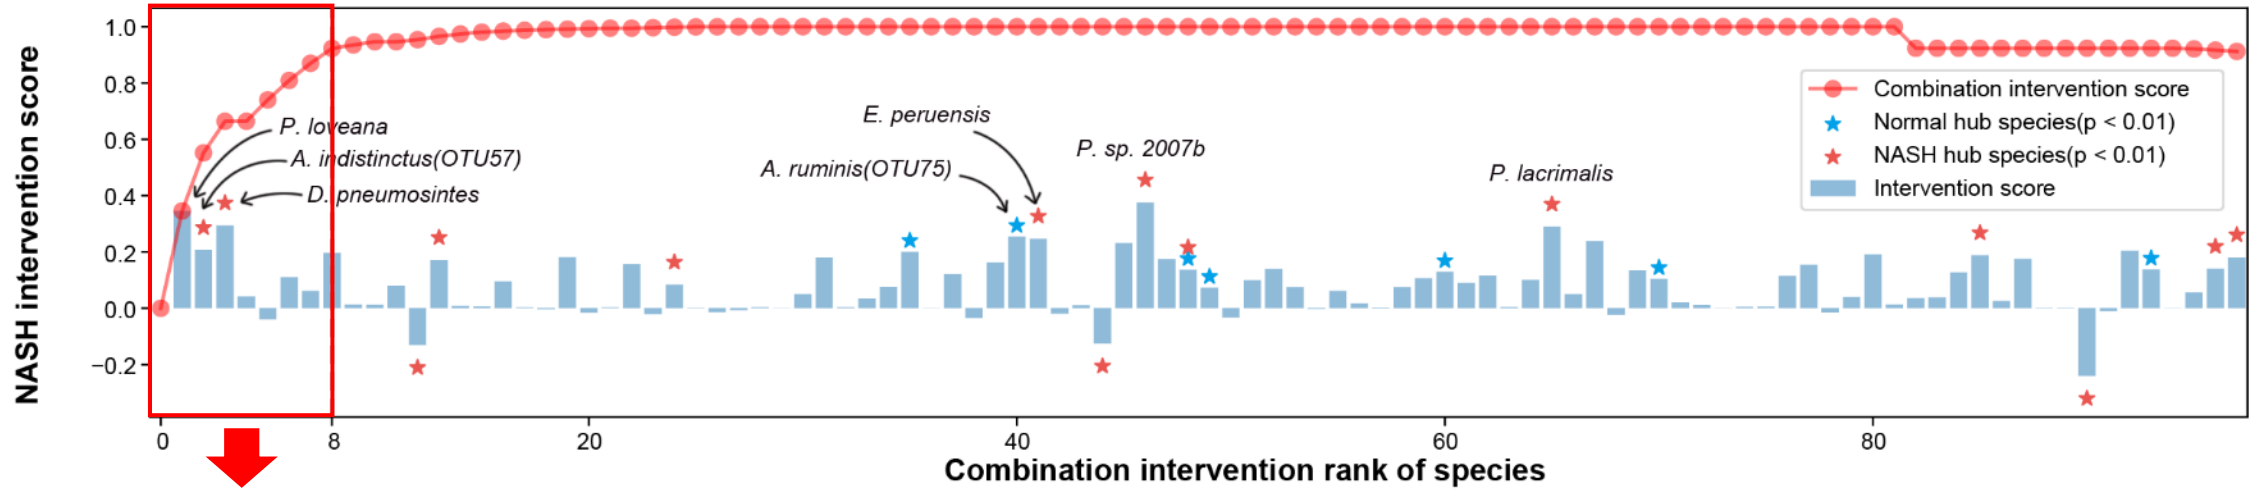 NASH intervention score
1.0
0.8
0.6
0.4
0.2
0.0
−0.2
P. loveana
A. indistinctus(OTU57)
D. pneumosintes
E. peruensis
A. ruminis(OTU75)
P. sp. 2007b
P. lacrimalis
Combination intervention score
Normal hub species(p < 0.01)
NASH hub species(p < 0.01)
Intervention score
0
8
20
40
60
80
Combination intervention rank of species